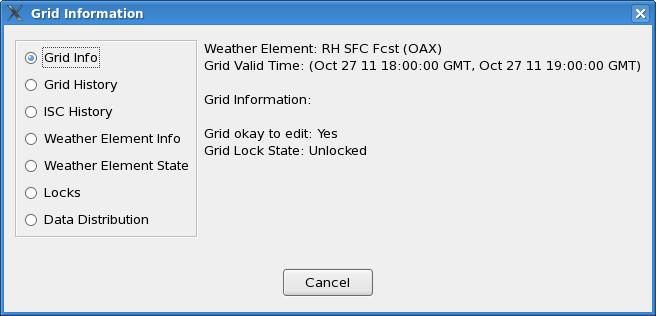 Grid Information
Grid Info
Grid History
ISC History
Weather Element Info
Weather Element State
Locks
Data Distribution
Weather Element: RH SFC Fcst (OAX)
Grid Valid Time: (Oct 27 11 18:00:00 GMT, Oct 27 11 19:00:00 GMT)
Grid Information:
Grid okay to edit: Yes
Grid Lock State: Unlocked
Cancel